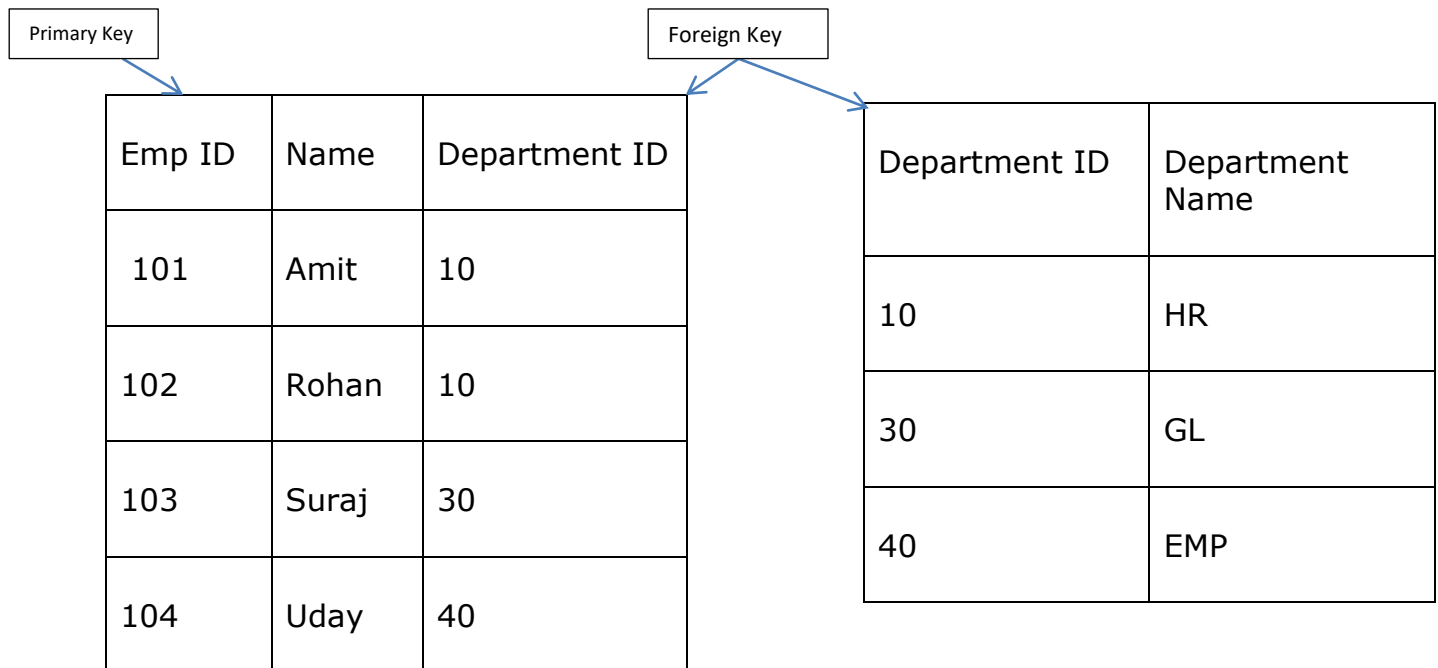 Primary Key
Foreign Key
Emp ID Name Department ID
101 Amit 10
102 Rohan 10
103 Suraj 30
104 Uday 40
Department ID Department
Name
10 HR
30 GL
40 EMP